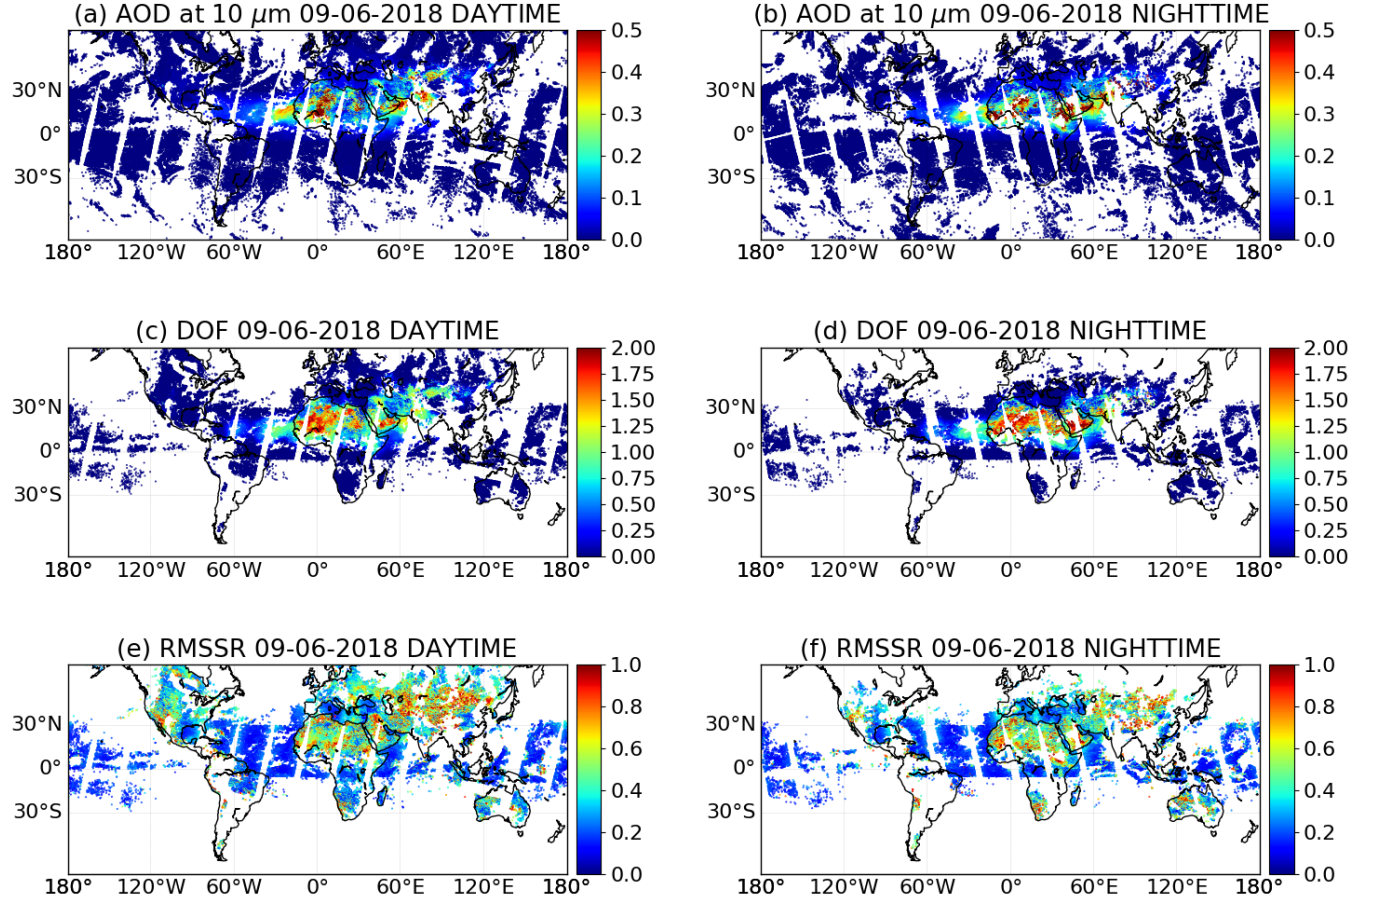 (a) AOD at 10 μm 09-06-2018 DAYTIME
30°N
0°
30°S
180° 120°W 60°W 0° 60°E 120°E 180°
0.5
0.4
0.3
0.2
0.1
0.0
(b) AOD at 10 μm 09-06-2018 NIGHTTIME
30°N
0°
30°S
180° 120°W 60°W 0° 60°E 120°E 180°
0.5
0.4
0.3
0.2
0.1
0.0
(c) DOF 09-06-2018 DAYTIME
30°N
0°
30°S
180° 120°W 60°W 0° 60°E 120°E 180°
2.00
1.75
1.50
1.25
1.00
0.75
0.50
0.25
0.00
(d) DOF 09-06-2018 NIGHTTIME
30°N
0°
30°S
180° 120°W 60°W 0° 60°E 120°E 180°
2.00
1.75
1.50
1.25
1.00
0.75
0.50
0.25
0.00
(e) RMSSR 09-06-2018 DAYTIME
30°N
0°
30°S
180° 120°W 60°W 0° 60°E 120°E 180°
1.0
0.8
0.6
0.4
0.2
0.0
(f) RMSSR 09-06-2018 NIGHTTIME
30°N
0°
30°S
180° 120°W 60°W 0° 60°E 120°E 180°
1.0
0.8
0.6
0.4
0.2
0.0